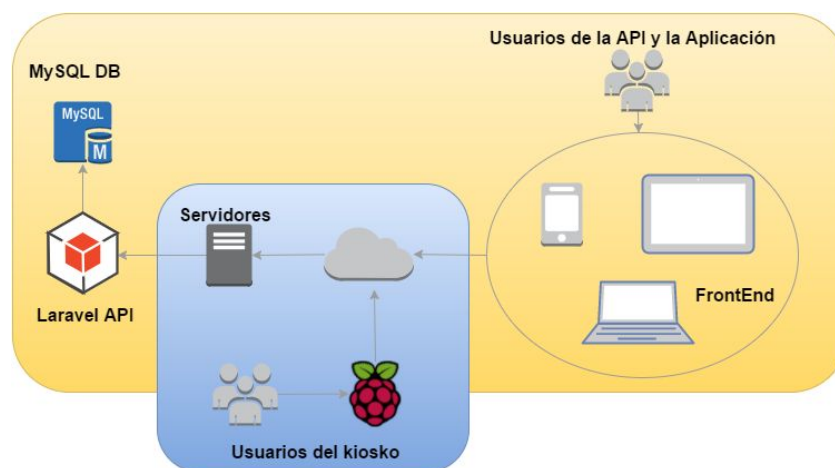 Usuarios de la API y la Aplicación
MySQL DB
MySQL
M
Servidores
Laravel API
FrontEnd
Usuarios del kiosko